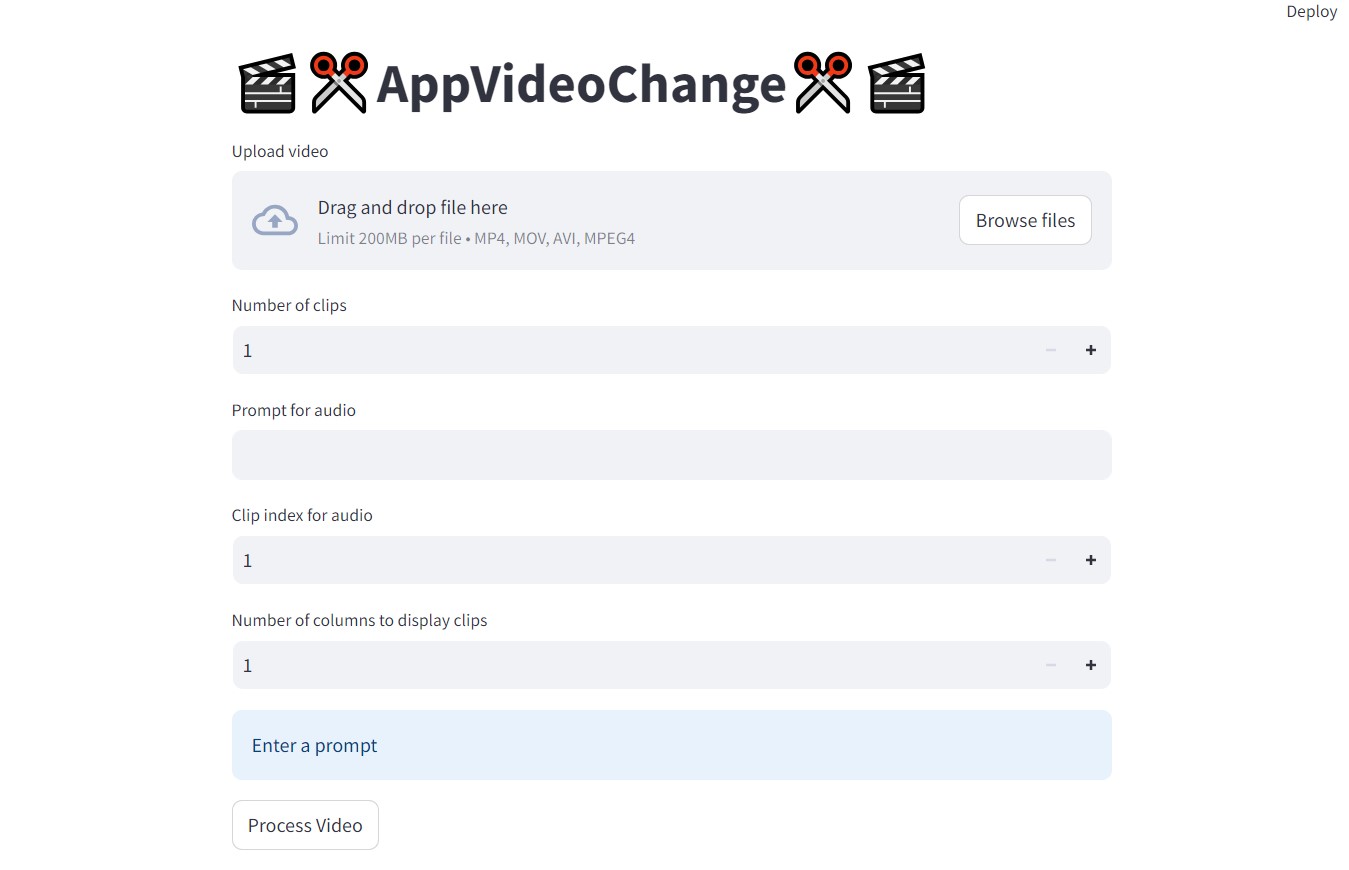 Deploy
AppVideoChange
Upload video
Drag and drop file here
Limit 200MB per file • MP4, MOV, AVI, MPEG4
Browse files
Number of clips
1
Prompt for audio
Clip index for audio
1
Number of columns to display clips
1
Enter a prompt
Process Video